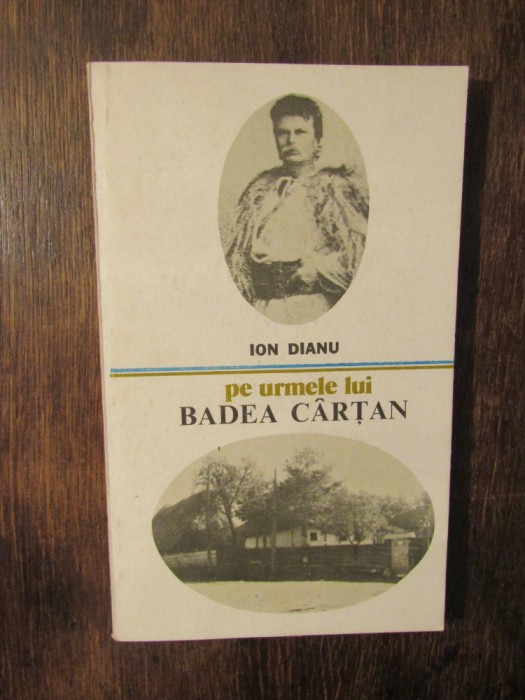 ION DIANU
pe urmele lui
BADEA CÂRȚAN